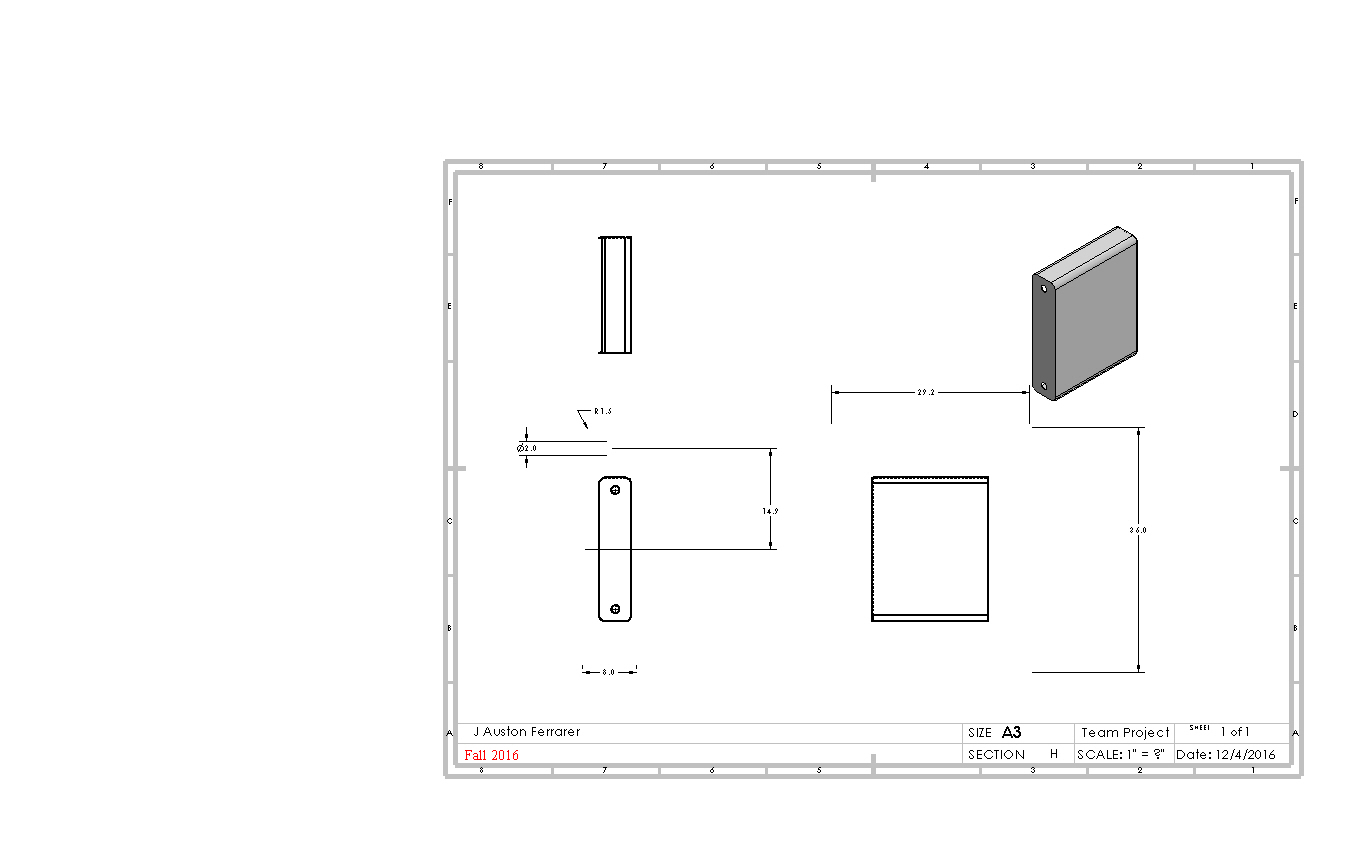 8 7 6 5 4 3 2 1
F F
E E
29.2
R1.5
D
Ø2.0
14.9
C C
36.0
B B
8.0
J Auston Ferrarer SIZE A3 Team Project SHEET 1 of 1
A A
Fall 2016 SECTION H SCALE: 1" = ?" Date: 12/4/2016
8 7 6 5 3 2 1